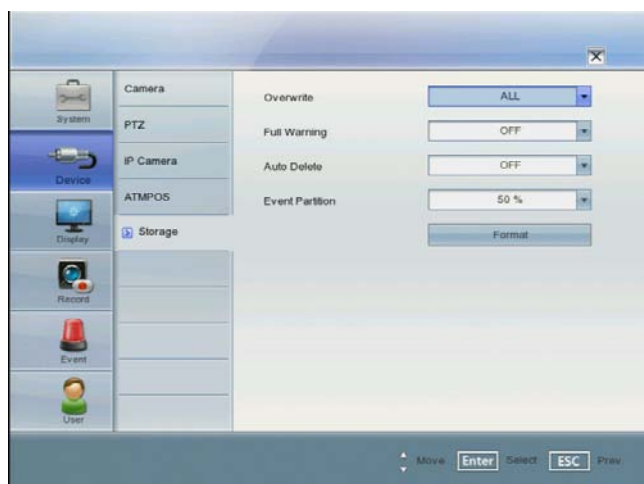 System
Device
Display
Record
Event
User
Camera
PTZ
IP Camera
ATMPOS
Storage
Overwrite ALL
Full Warning OFF
Auto Delete OFF
Event Partition 50 %
Format
Move Enter Select ESC Prev